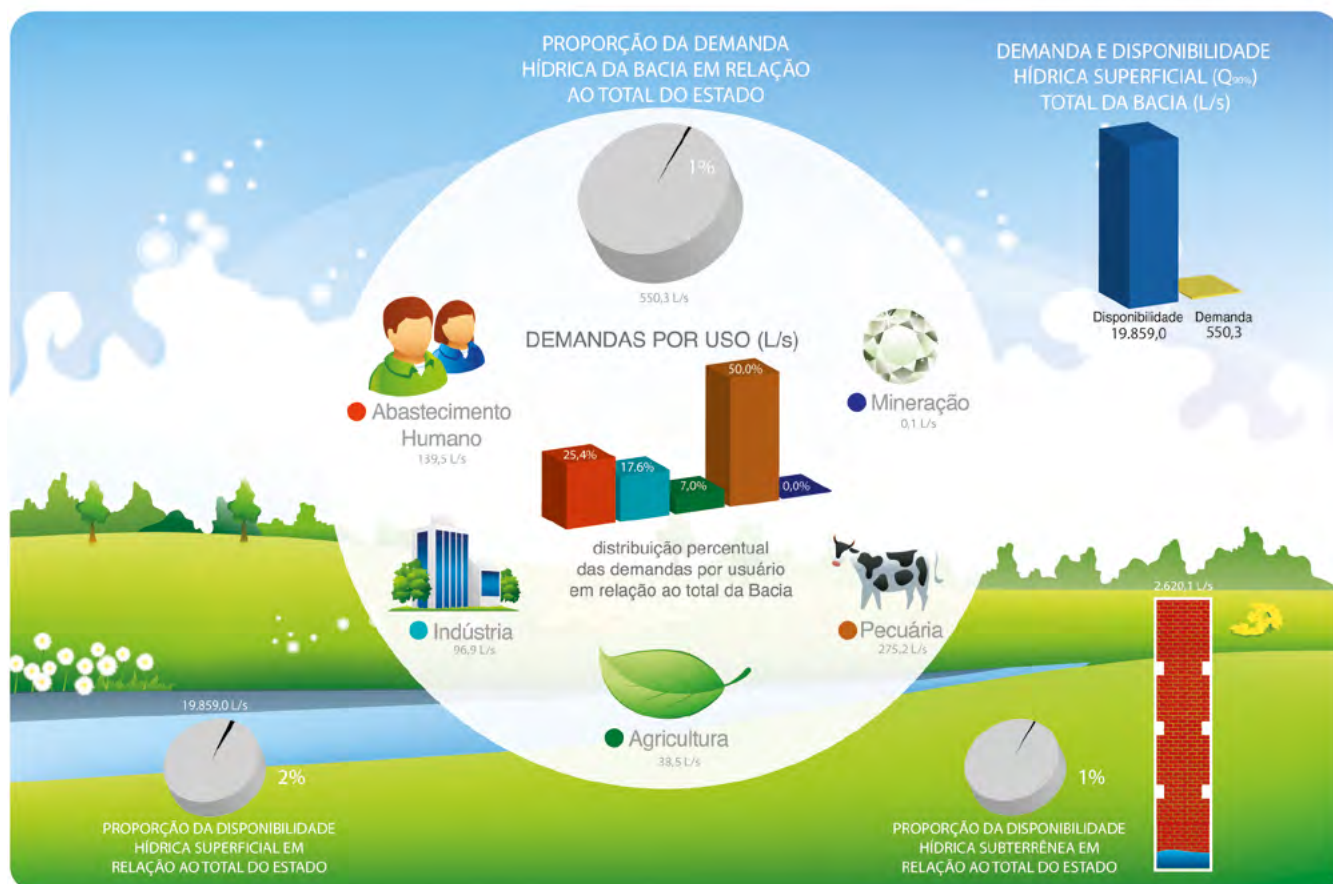 PROPORÇÃO DA DEMANDA
HÍDRICA DA BACIA EM RELAÇÃO
AO TOTAL DO ESTADO
1%
550,3 L/s
DEMANDA E DISPONIBILIDADE
HÍDRICA SUPERFICIAL (Q90%)
TOTAL DA BACIA (L/s)
Disponibilidade
19.859,0
Demanda
550,3
DEMANDAS POR USO (L/s)
Abastecimento
Humano
139,5 L/s
Mineração
0,1 L/s
25,4%
17.6%
7,0%
50.0%
0,0%
distribuição percentual
das demandas por usuário
em relação ao total da Bacia
Indústria
96,9 L/s
Pecuária
275,2 L/s
Agricultura
38,5 L/s
19.859,0 L/s
2%
PROPORÇÃO DA DISPONIBILIDADE
HÍDRICA SUPERFICIAL EM
RELAÇÃO AO TOTAL DO ESTADO
1%
PROPORÇÃO DA DISPONIBILIDADE
HÍDRICA SUBTERRÊNEA EM
RELAÇÃO AO TOTAL DO ESTADO
2.620,1 L/s